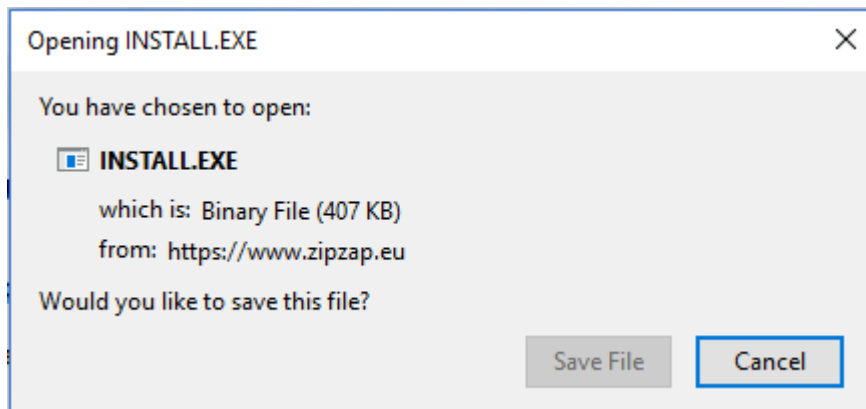 Opening INSTALL.EXE
You have chosen to open:
INSTALL.EXE
which is: Binary File (407 KB)
from: https://www.zipzap.eu
Would you like to save this file?
Save File Cancel